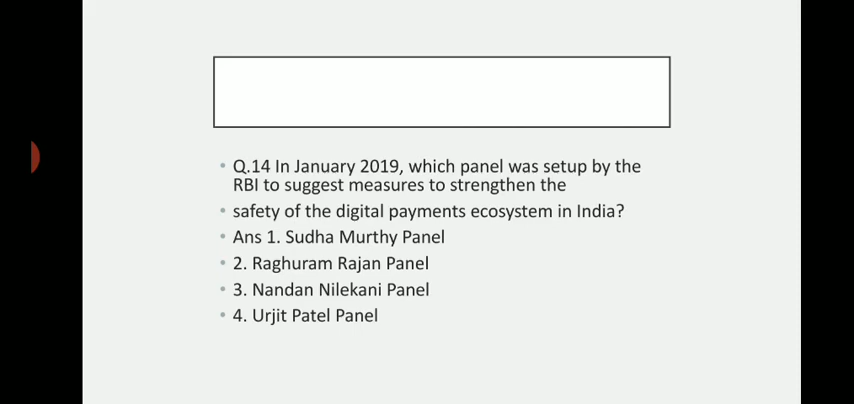 Q.14 In January 2019, which panel was setup by the
RBI to suggest measures to strengthen the
safety of the digital payments ecosystem in India?
Ans 1. Sudha Murthy Panel
2. Raghuram Rajan Panel
3. Nandan Nilekani Panel
4. Urjit Patel Panel